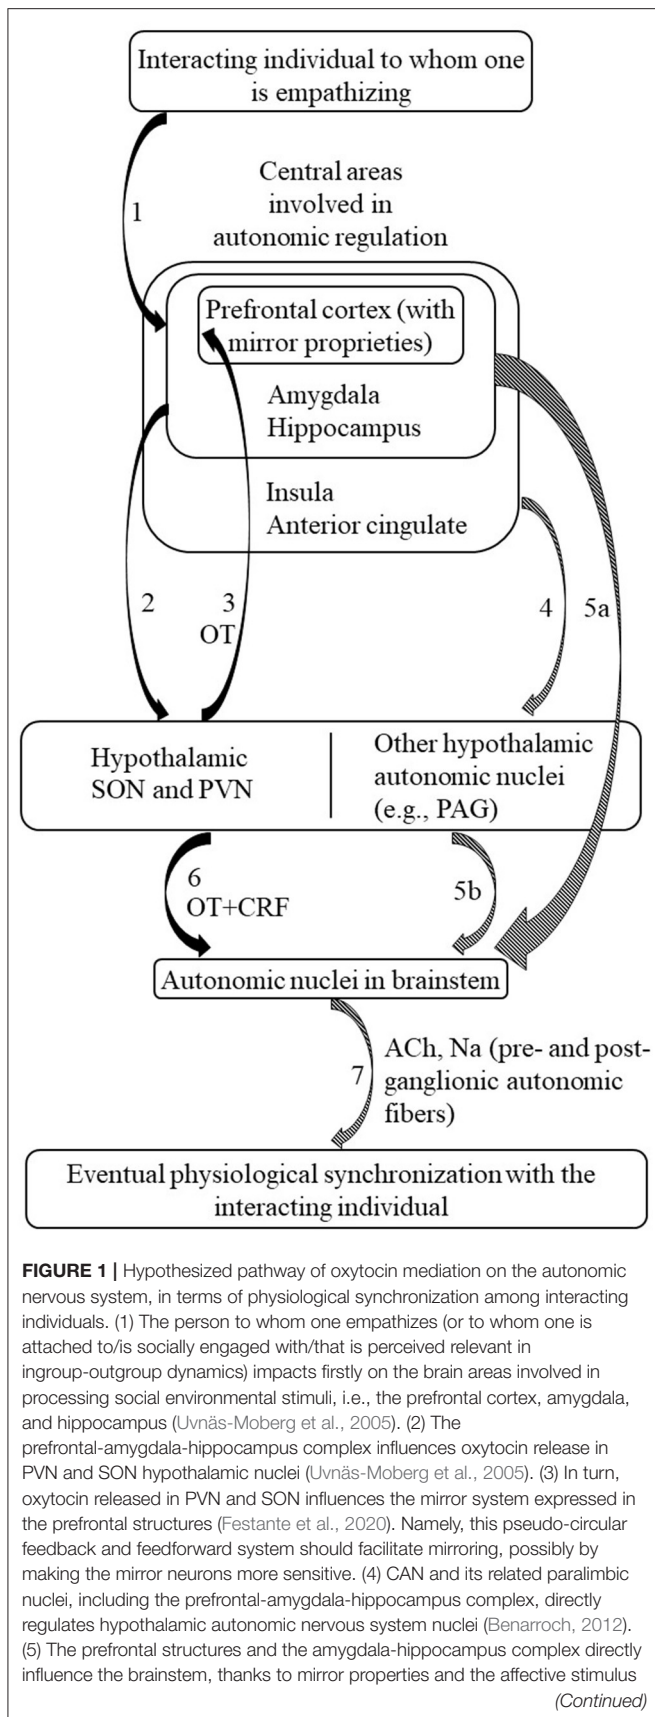 Interacting individual to whom one
is empathizing
1
Central areas
involved in
autonomic regulation
Prefrontal cortex (with
mirror proprieties)
Amygdala
Hippocampus
Insula
Anterior cingulate
2
3
OT
4
5a
Hypothalamic
SON and PVN
Other hypothalamic
autonomic nuclei
(e.g., PAG)
6
OT+CRF
5b
Autonomic nuclei in brainstem
7
ACh, Na (pre- and post-
ganglionic autonomic
fibers)
Eventual physiological synchronization with the
interacting individual
FIGURE 1 | Hypothesized pathway of oxytocin mediation on the autonomic
nervous system, in terms of physiological synchronization among interacting
individuals. (1) The person to whom one empathizes (or to whom one is
attached to/is socially engaged with/that is perceived relevant in
ingroup-outgroup dynamics) impacts firstly on the brain areas involved in
processing social environmental stimuli, i.e., the prefrontal cortex, amygdala,
and hippocampus (Uvnäs-Moberg et al., 2005). (2) The
prefrontal-amygdala-hippocampus complex influences oxytocin release in
PVN and SON hypothalamic nuclei (Uvnäs-Moberg et al., 2005). (3) In turn,
oxytocin released in PVN and SON influences the mirror system expressed in
the prefrontal structures (Festante et al., 2020). Namely, this pseudo-circular
feedback and feedforward system should facilitate mirroring, possibly by
making the mirror neurons more sensitive. (4) CAN and its related paralimbic
nuclei, including the prefrontal-amygdala-hippocampus complex, directly
regulates hypothalamic autonomic nervous system nuclei (Benarroch, 2012).
(5) The prefrontal structures and the amygdala-hippocampus complex directly
influence the brainstem, thanks to mirror properties and the affective stimulus
(Continued)